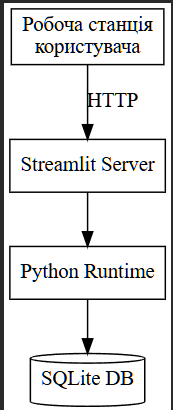 Робоча станція
користувача
HTTP
Streamlit Server
Python Runtime
SQLite DB